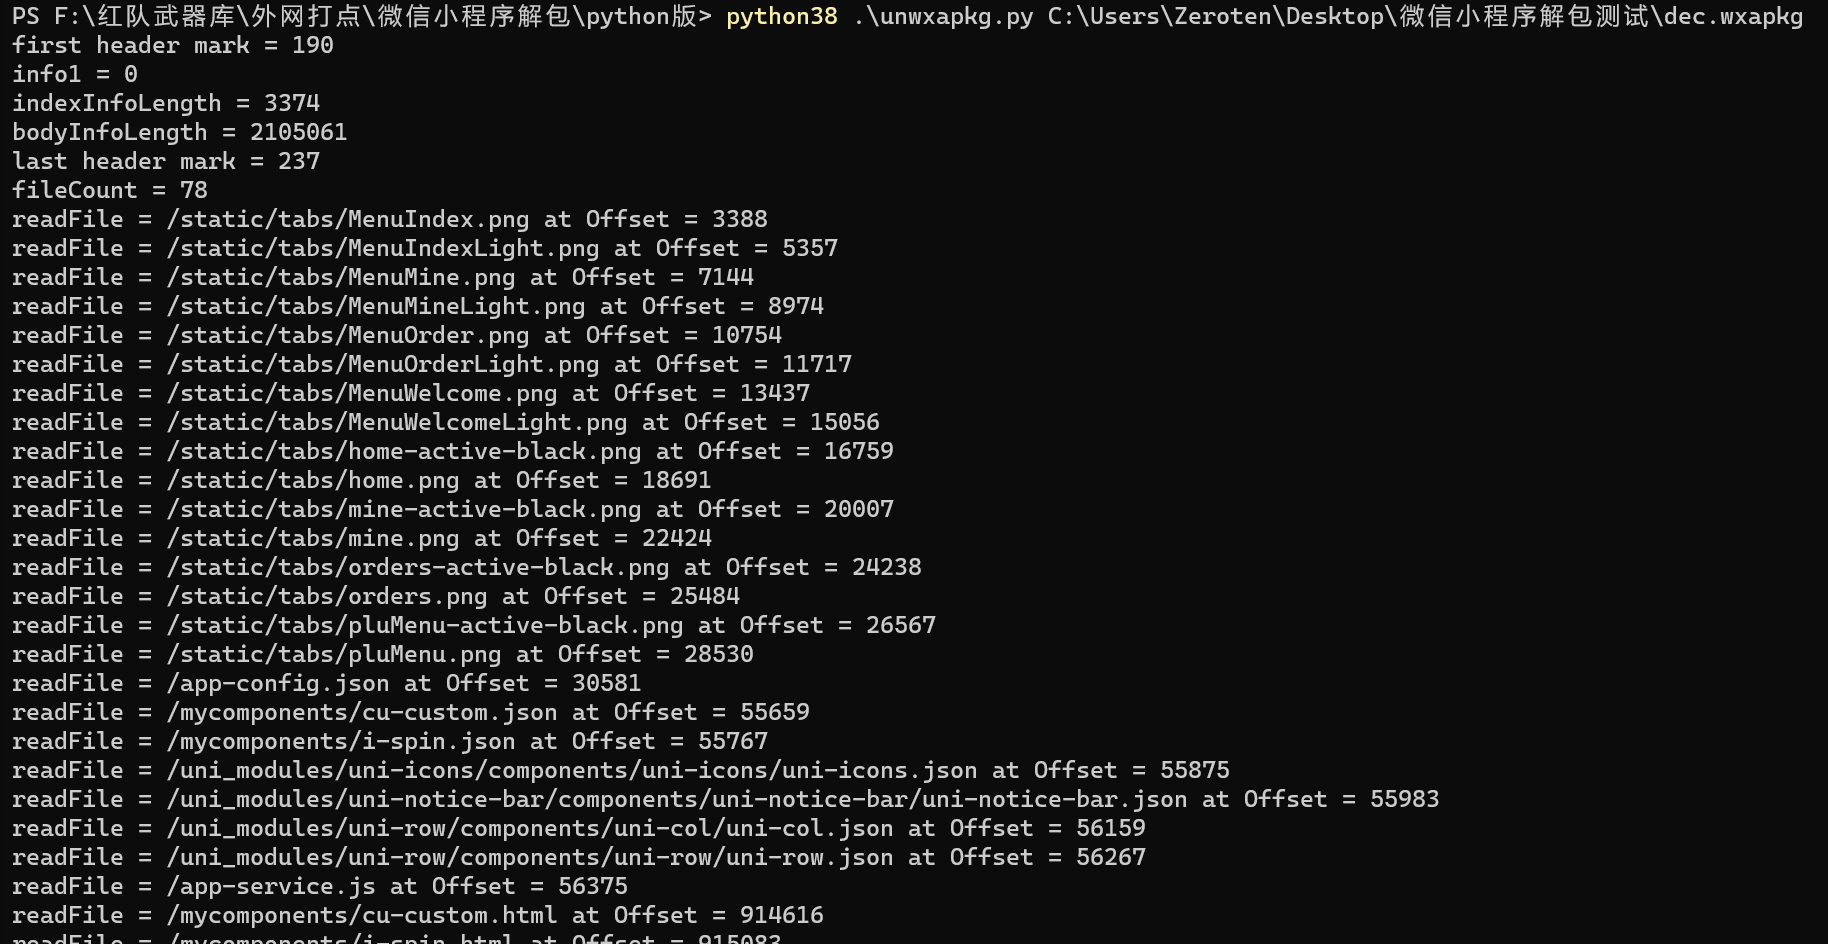 PS F:\红队武器库\外网打点\微信小程序解包\python版> python38 .\unwxapkg.py C:\Users\Zeroten\Desktop\微信小程序解包测试\dec.wxapkg
first header mark = 190
info1 = 0
indexInfoLength = 3374
bodyInfoLength = 2105061
last header mark = 237
fileCount = 78
readFile = /static/tabs/MenuIndex.png at Offset = 3388
readFile = /static/tabs/MenuIndexLight.png at Offset = 5357
readFile = /static/tabs/MenuMine.png at Offset = 7144
readFile = /static/tabs/MenuMineLight.png at Offset = 8974
readFile = /static/tabs/MenuOrder.png at Offset = 10754
readFile = /static/tabs/MenuOrderLight.png at Offset = 11717
readFile = /static/tabs/MenuWelcome.png at Offset = 13437
readFile = /static/tabs/MenuWelcomeLight.png at Offset = 15056
readFile = /static/tabs/home-active-black.png at Offset = 16759
readFile = /static/tabs/home.png at Offset = 18691
readFile = /static/tabs/mine-active-black.png at Offset = 20007
readFile = /static/tabs/mine.png at Offset = 22424
readFile = /static/tabs/orders-active-black.png at Offset = 24238
readFile = /static/tabs/orders.png at Offset = 25484
readFile = /static/tabs/pluMenu-active-black.png at Offset = 26567
readFile = /static/tabs/pluMenu.png at Offset = 28530
readFile = /app-config.json at Offset = 30581
readFile = /mycomponents/cu-custom.json at Offset = 55659
readFile = /mycomponents/i-spin.json at Offset = 55767
readFile = /uni_modules/uni-icons/components/uni-icons/uni-icons.json at Offset = 55875
readFile = /uni_modules/uni-notice-bar/components/uni-notice-bar/uni-notice-bar.json at Offset = 55983
readFile = /uni_modules/uni-row/components/uni-col/uni-col.json at Offset = 56159
readFile = /uni_modules/uni-row/components/uni-row/uni-row.json at Offset = 56267
readFile = /app-service.js at Offset = 56375
readFile = /mycomponents/cu-custom.html at Offset = 914616
readFile = /mycomponents/i-spin.html at Offset = 915083